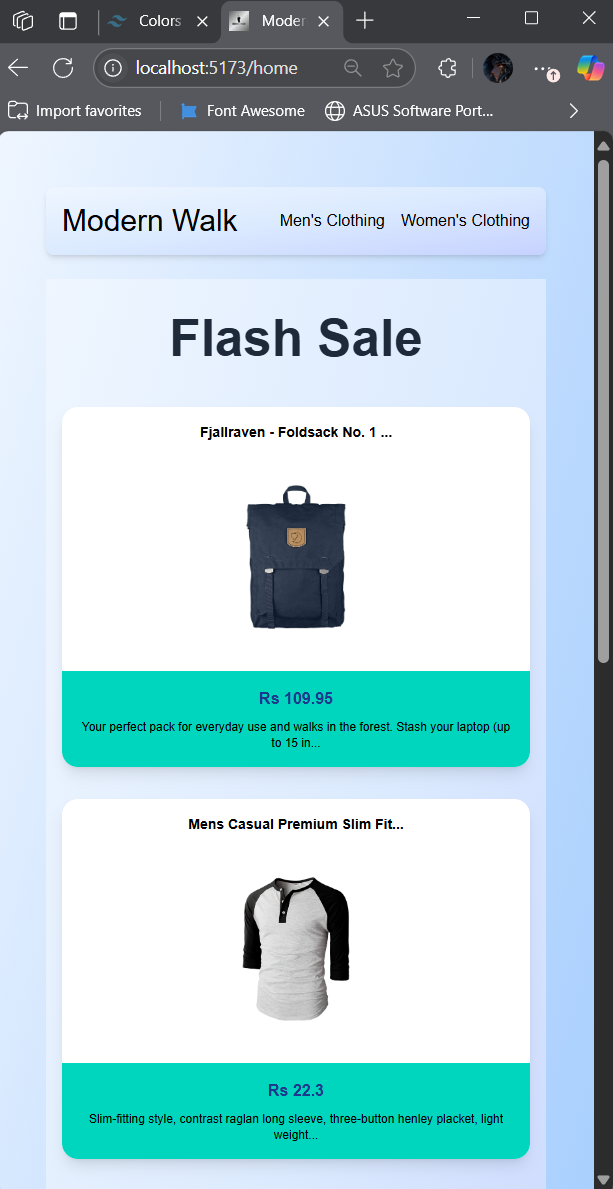 Colors
Modern
localhost:5173/home
Import favorites
Font Awesome
ASUS Software Port...
Modern Walk
Men's Clothing
Women's Clothing
Flash Sale
Fjallraven - Foldsack No. 1 ...
Rs 109.95
Your perfect pack for everyday use and walks in the forest. Stash your laptop (up
to 15 in...
Mens Casual Premium Slim Fit...
Rs 22.3
Slim-fitting style, contrast raglan long sleeve, three-button henley placket, light
weight...